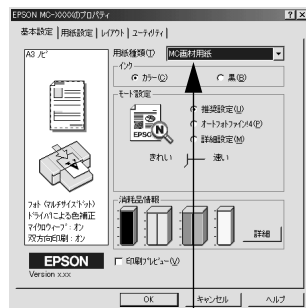 EPSON MC-XXXXのプロパティ
基本設定 用紙設定 レイアウト ユーティリティ
A3 ノビ
用紙種類(T) MC画材用紙
インク
カラー(C) 黒(B)
モード設定
推奨設定(U)
オートフォトファイン!4(P)
詳細設定(M)
きれい 速い
フォト (マルチサイズドット)
ドライバによる色補正
マイクロウィーブ: オン
双方向印刷: オン
消耗品情報
詳細
EPSON
Version x.xx
印刷プレビュー(V)
OK キャンセル ヘルプ